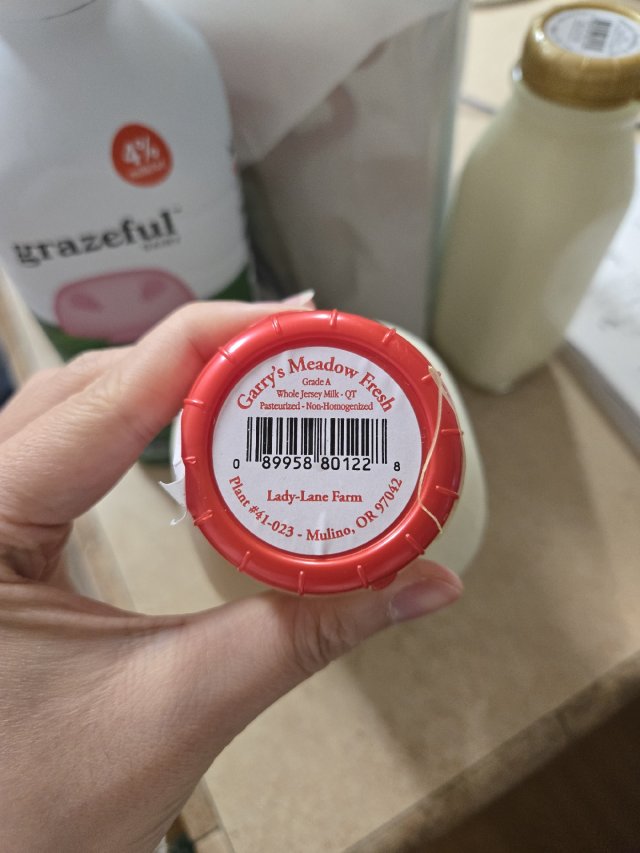 4%
grazeful
DAIRY
Garry's Meadow Fresh
Grade A
Whole Jersey Milk - QT
Pasteurized - Non-Homogenized
0 89958 80122 8
Lady-Lane Farm
Plant #41-023 - Mulino, OR 97042